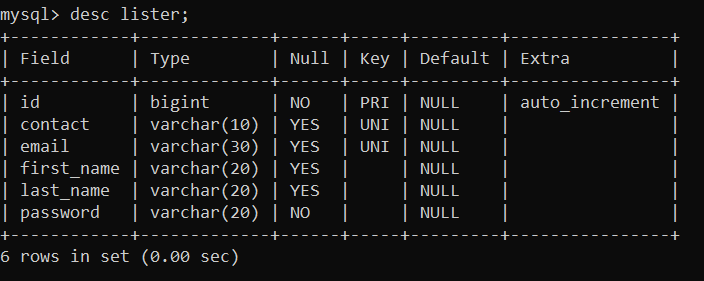 mysql> desc lister;
+------------+-------------+------+-----+---------+----------------+
| Field      | Type        | Null | Key | Default | Extra          |
+------------+-------------+------+-----+---------+----------------+
| id         | bigint      | NO   | PRI | NULL    | auto_increment |
| contact    | varchar(10) | YES  | UNI | NULL    |                |
| email      | varchar(30) | YES  | UNI | NULL    |                |
| first_name | varchar(20) | YES  |     | NULL    |                |
| last_name  | varchar(20) | YES  |     | NULL    |                |
| password   | varchar(20) | NO   |     | NULL    |                |
+------------+-------------+------+-----+---------+----------------+
6 rows in set (0.00 sec)